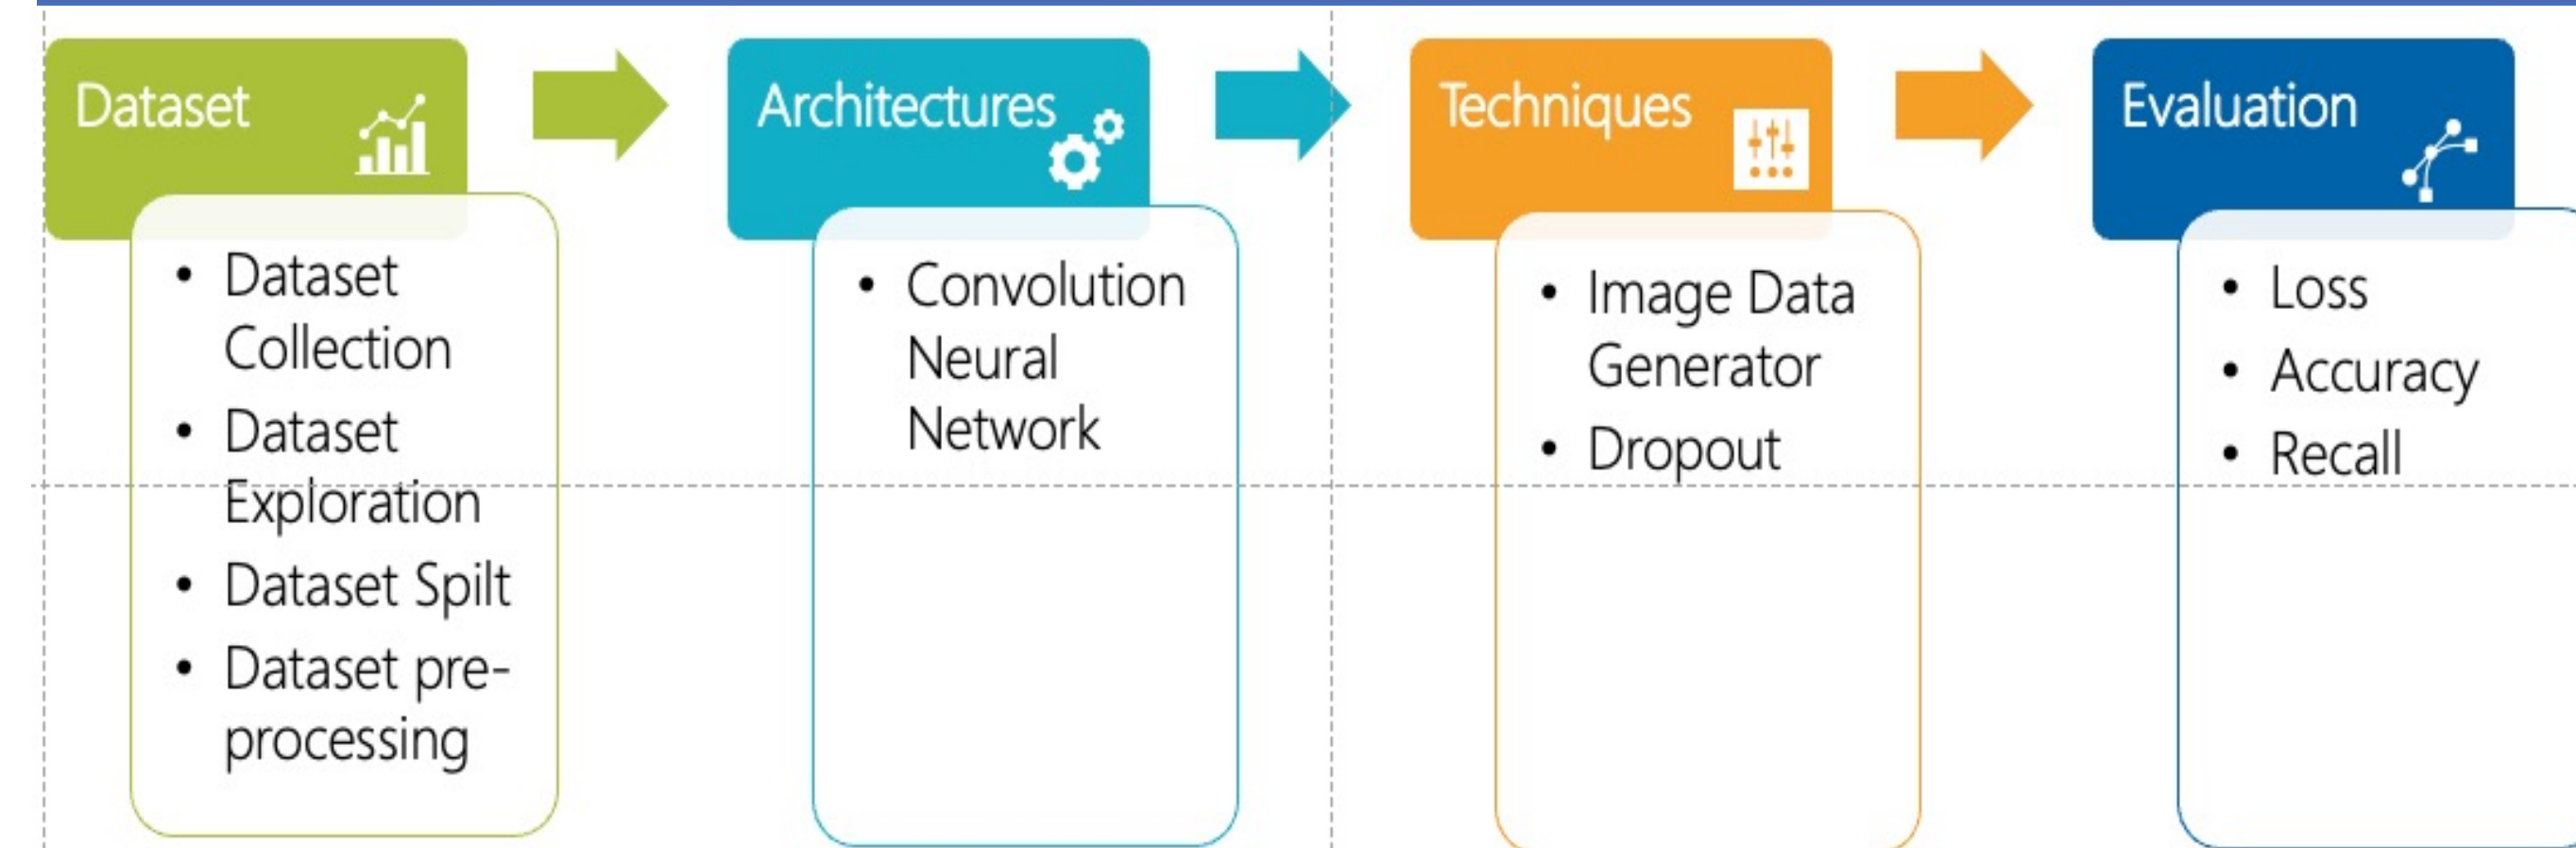 Dataset
• Dataset
Collection
• Dataset
Exploration
• Dataset Spilt
• Dataset pre-
processing
Architectures
• Convolution
Neural
Network
Techniques
• Image Data
Generator
• Dropout
Evaluation
• Loss
• Accuracy
• Recall